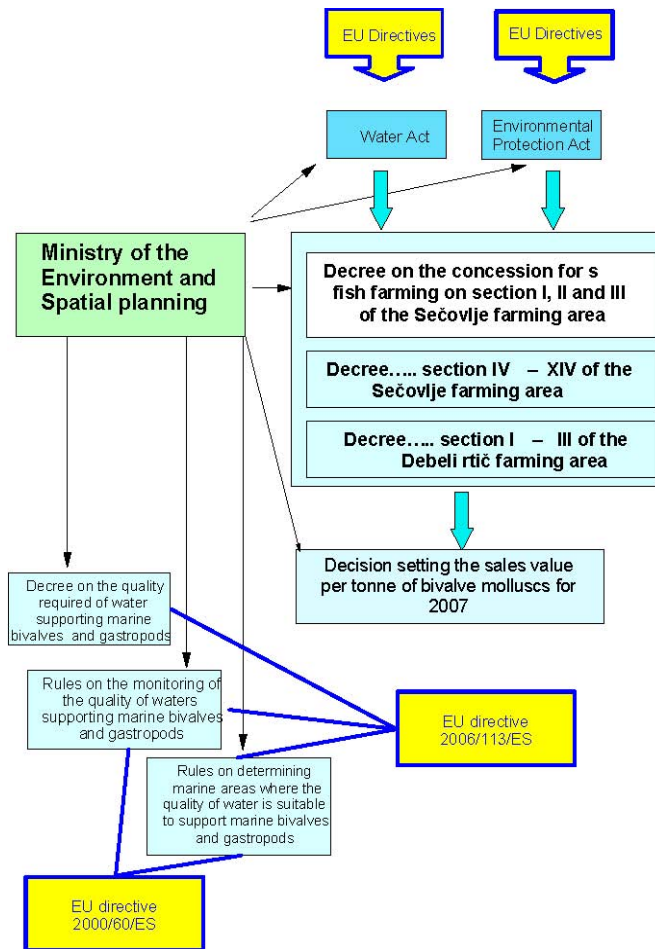 EU Directives
EU Directives
Water Act
Environmental
Protection Act
Ministry of the
Environment and
Spatial planning
Decree on the concession for s
fish farming on section I, II and III
of the Sečovlje farming area
Decree..... section IV – XIV of the
Sečovlje farming area
Decree..... section I – III of the
Debeli rtič farming area
Decision setting the sales value
per tonne of bivalve molluscs for
2007
Decree on the quality
required of water
supporting marine
bivalves and gastropods
Rules on the monitoring of
the quality of waters
supporting marine bivalves
and gastropods
EU directive
2006/113/ES
Rules on determining
marine areas where the
quality of water is suitable
to support marine bivalves
and gastropods
EU directive
2000/60/ES